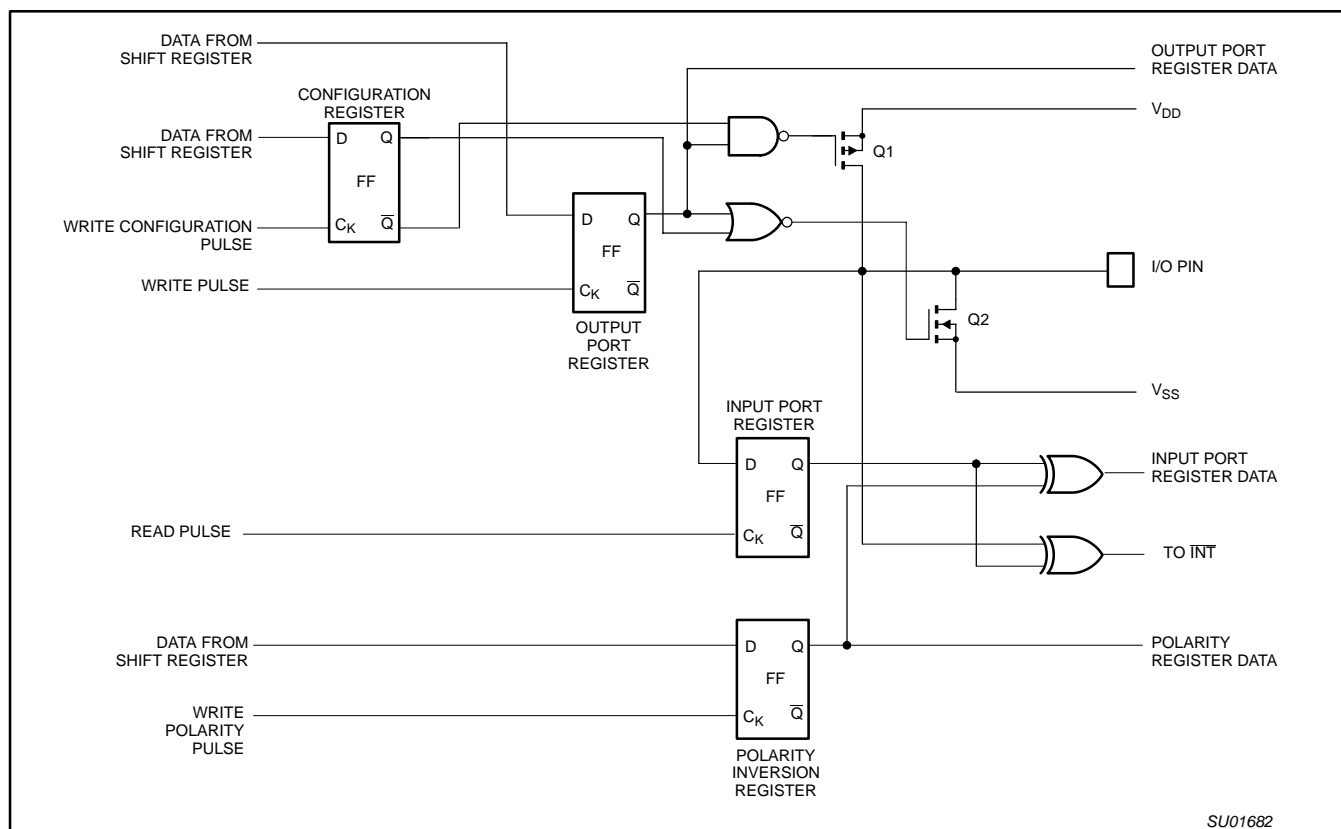 DATA FROM
SHIFT REGISTER
OUTPUT PORT
REGISTER DATA
CONFIGURATION
REGISTER
V_DD
DATA FROM
SHIFT REGISTER
D
Q
FF
Q1
WRITE CONFIGURATION
PULSE
C_K
Q̅
D
Q
FF
I/O PIN
WRITE PULSE
C_K
Q̅
Q2
OUTPUT
PORT
REGISTER
V_SS
INPUT PORT
REGISTER
D
Q
FF
INPUT PORT
REGISTER DATA
READ PULSE
C_K
Q̅
TO I̅N̅T̅
DATA FROM
SHIFT REGISTER
D
Q
FF
POLARITY
REGISTER DATA
WRITE
POLARITY
PULSE
C_K
Q̅
POLARITY
INVERSION
REGISTER
SU01682